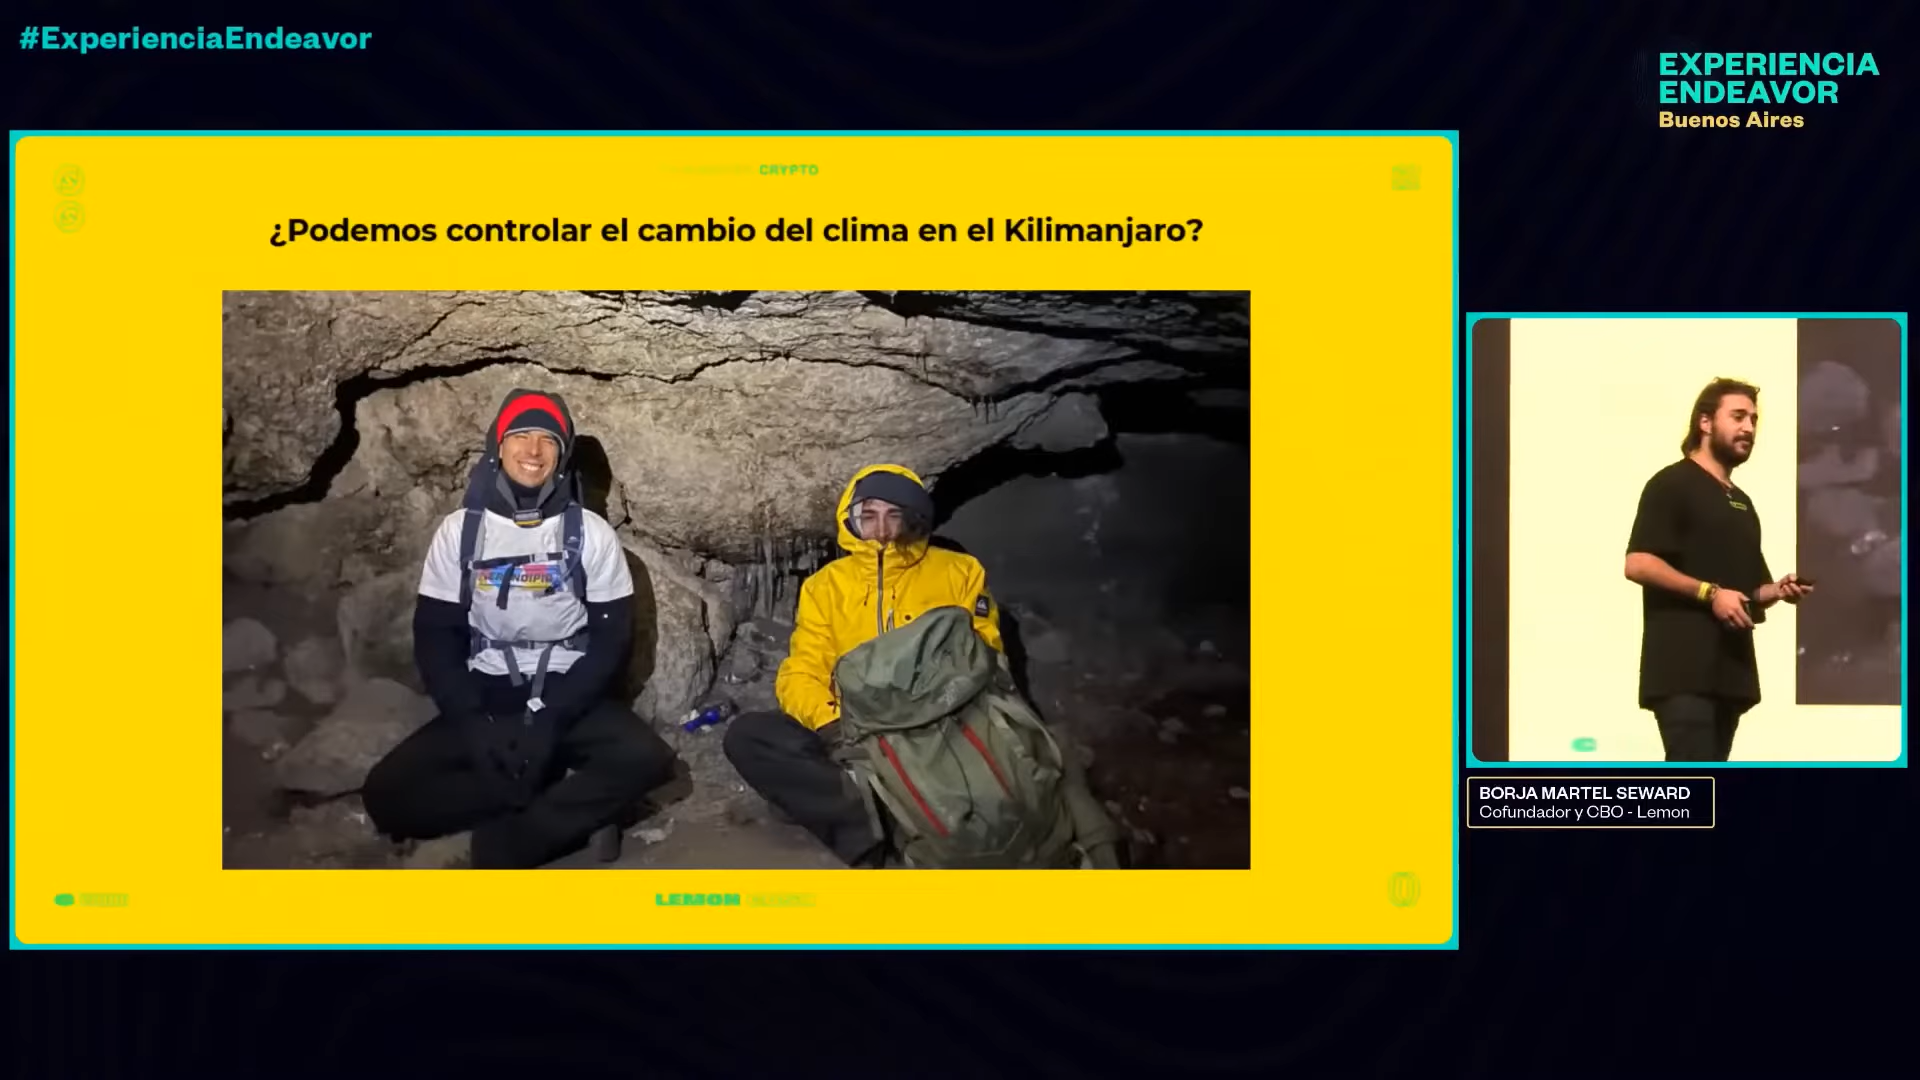 #ExperienciaEndeavor
EXPERIENCIA
ENDEAVOR
Buenos Aires
CRYPTO
¿Podemos controlar el cambio del clima en el Kilimanjaro?
LEMON
BORJA MARTEL SEWARD
Cofundador y CBO - Lemon